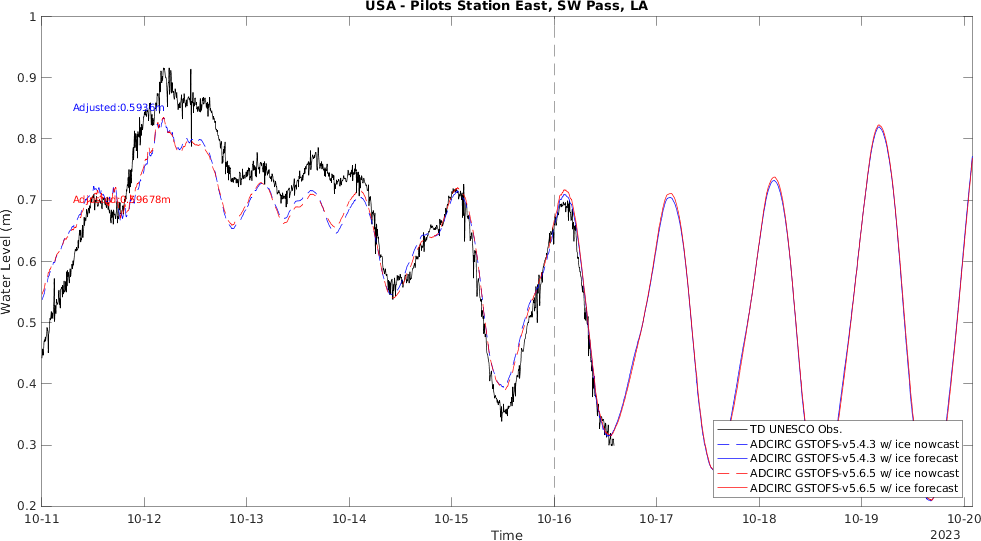 USA - Pilots Station East, SW Pass, LA
1
0.9
0.8
0.7
0.6
0.5
0.4
0.3
0.2
Water Level (m)
Adjusted:0.5936m
Adjusted:0.59678m
TD UNESCO Obs.
ADCIRC GSTOFS-v5.4.3 w/ ice nowcast
ADCIRC GSTOFS-v5.4.3 w/ ice forecast
ADCIRC GSTOFS-v5.6.5 w/ ice nowcast
ADCIRC GSTOFS-v5.6.5 w/ ice forecast
10-11 10-12 10-13 10-14 10-15 10-16 10-17 10-18 10-19 10-20
Time
2023